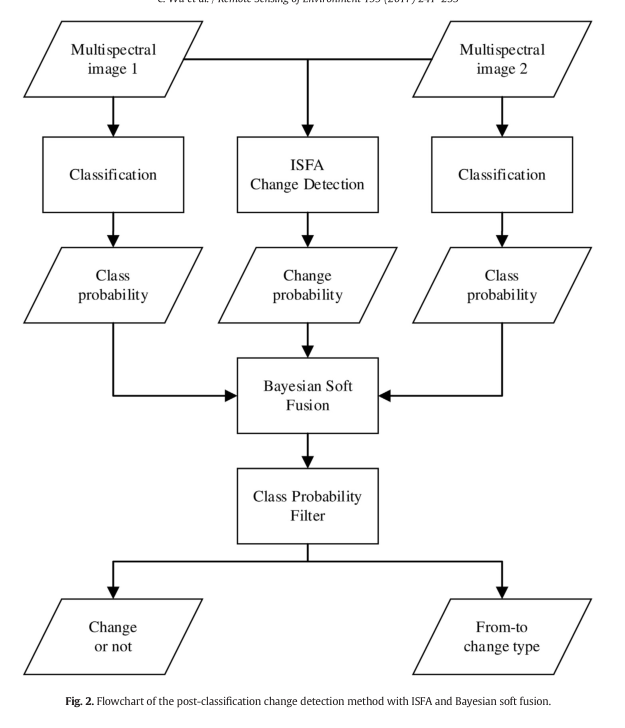 C. Wu et al. / Remote Sensing of Environment 199 (2017) 241–255
Multispectral
image 1
Multispectral
image 2
Classification
ISFA
Change Detection
Classification
Class
probability
Change
probability
Class
probability
Bayesian Soft
Fusion
Class Probability
Filter
Change
or not
From-to
change type
Fig. 2. Flowchart of the post-classification change detection method with ISFA and Bayesian soft fusion.